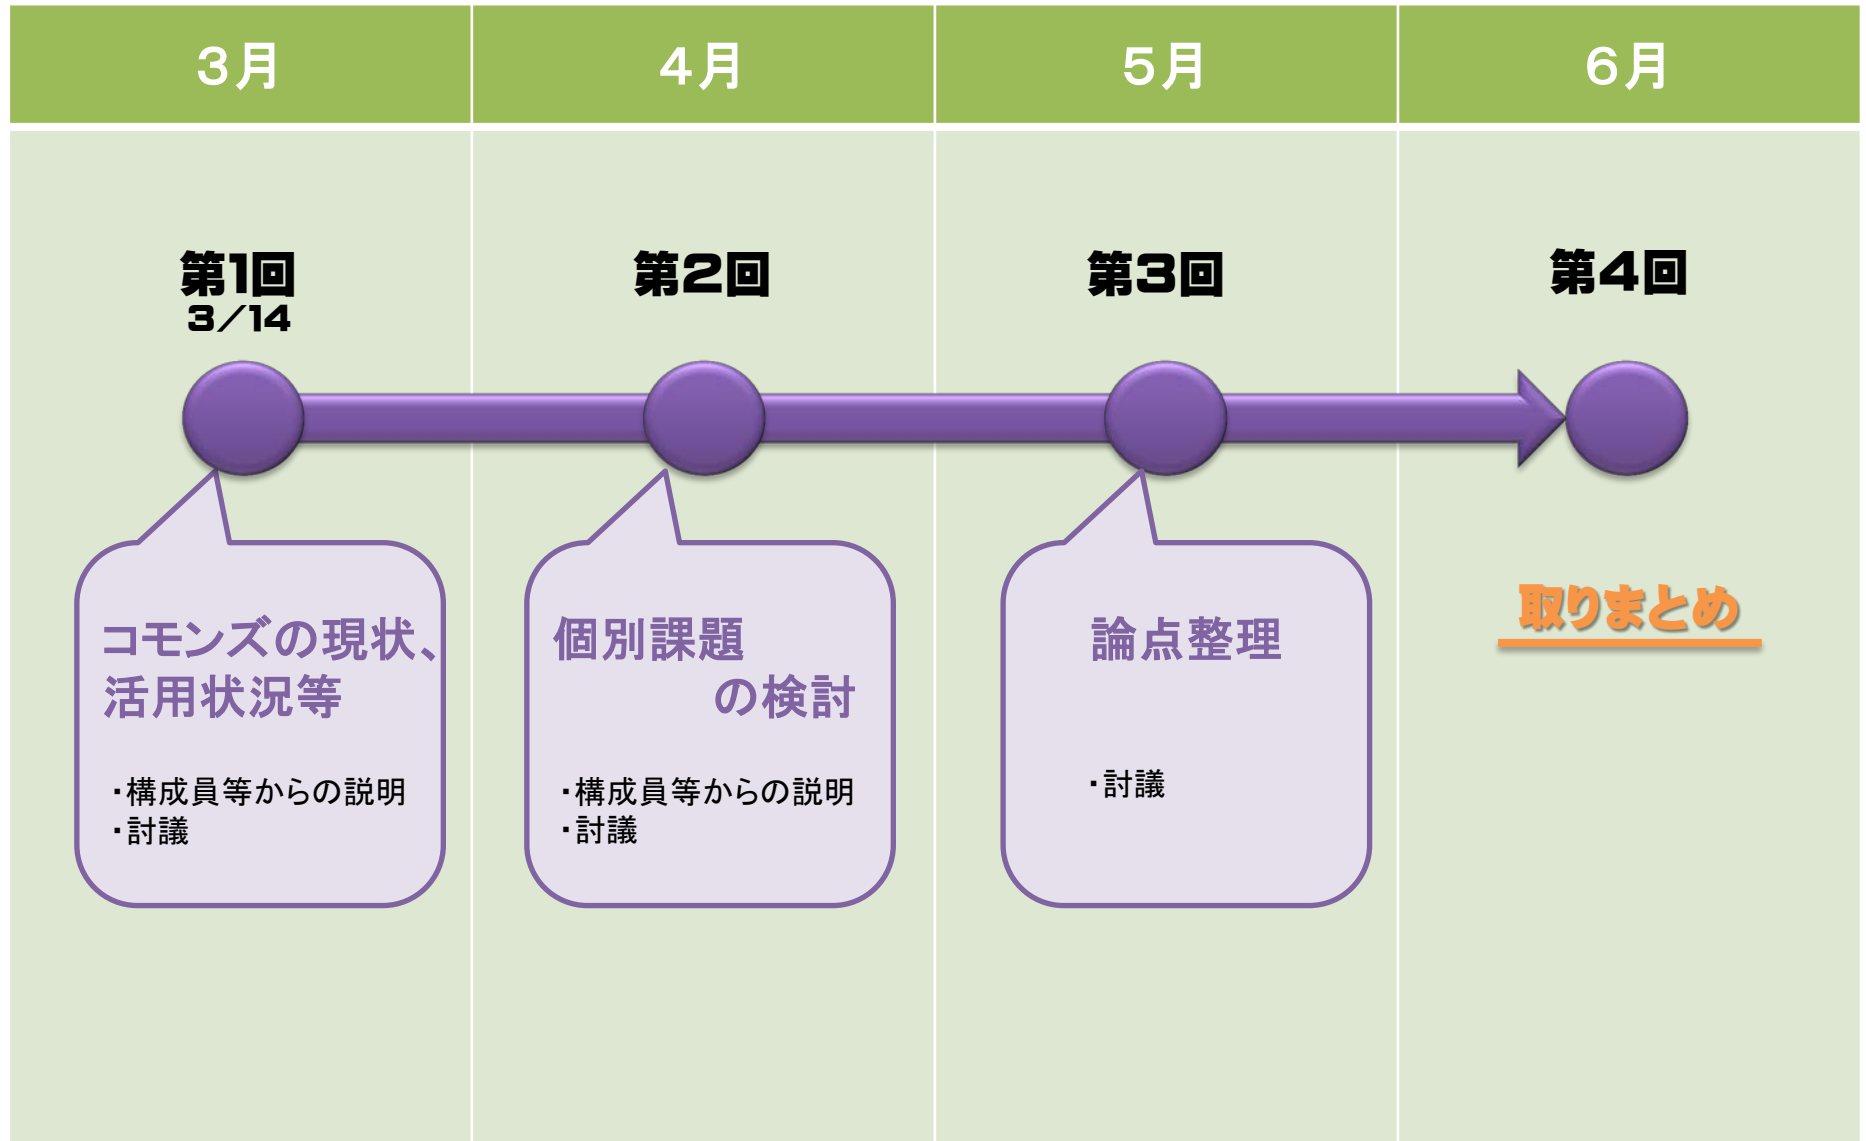 ３月
４月
５月
６月
第1回
3／14
第2回
第3回
第4回
コモンズの現状、
活用状況等
・構成員等からの説明
・討議
個別課題
の検討
・構成員等からの説明
・討議
論点整理
・討議
取りまとめ